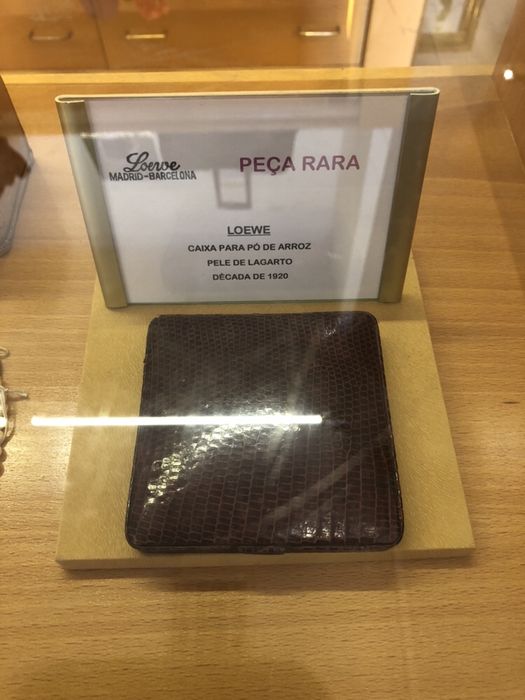 Loewe
MADRID-BARCELONA
PEÇA RARA
LOEWE
CAIXA PARA PÓ DE ARROZ
PELE DE LAGARTO
DÉCADA DE 1920